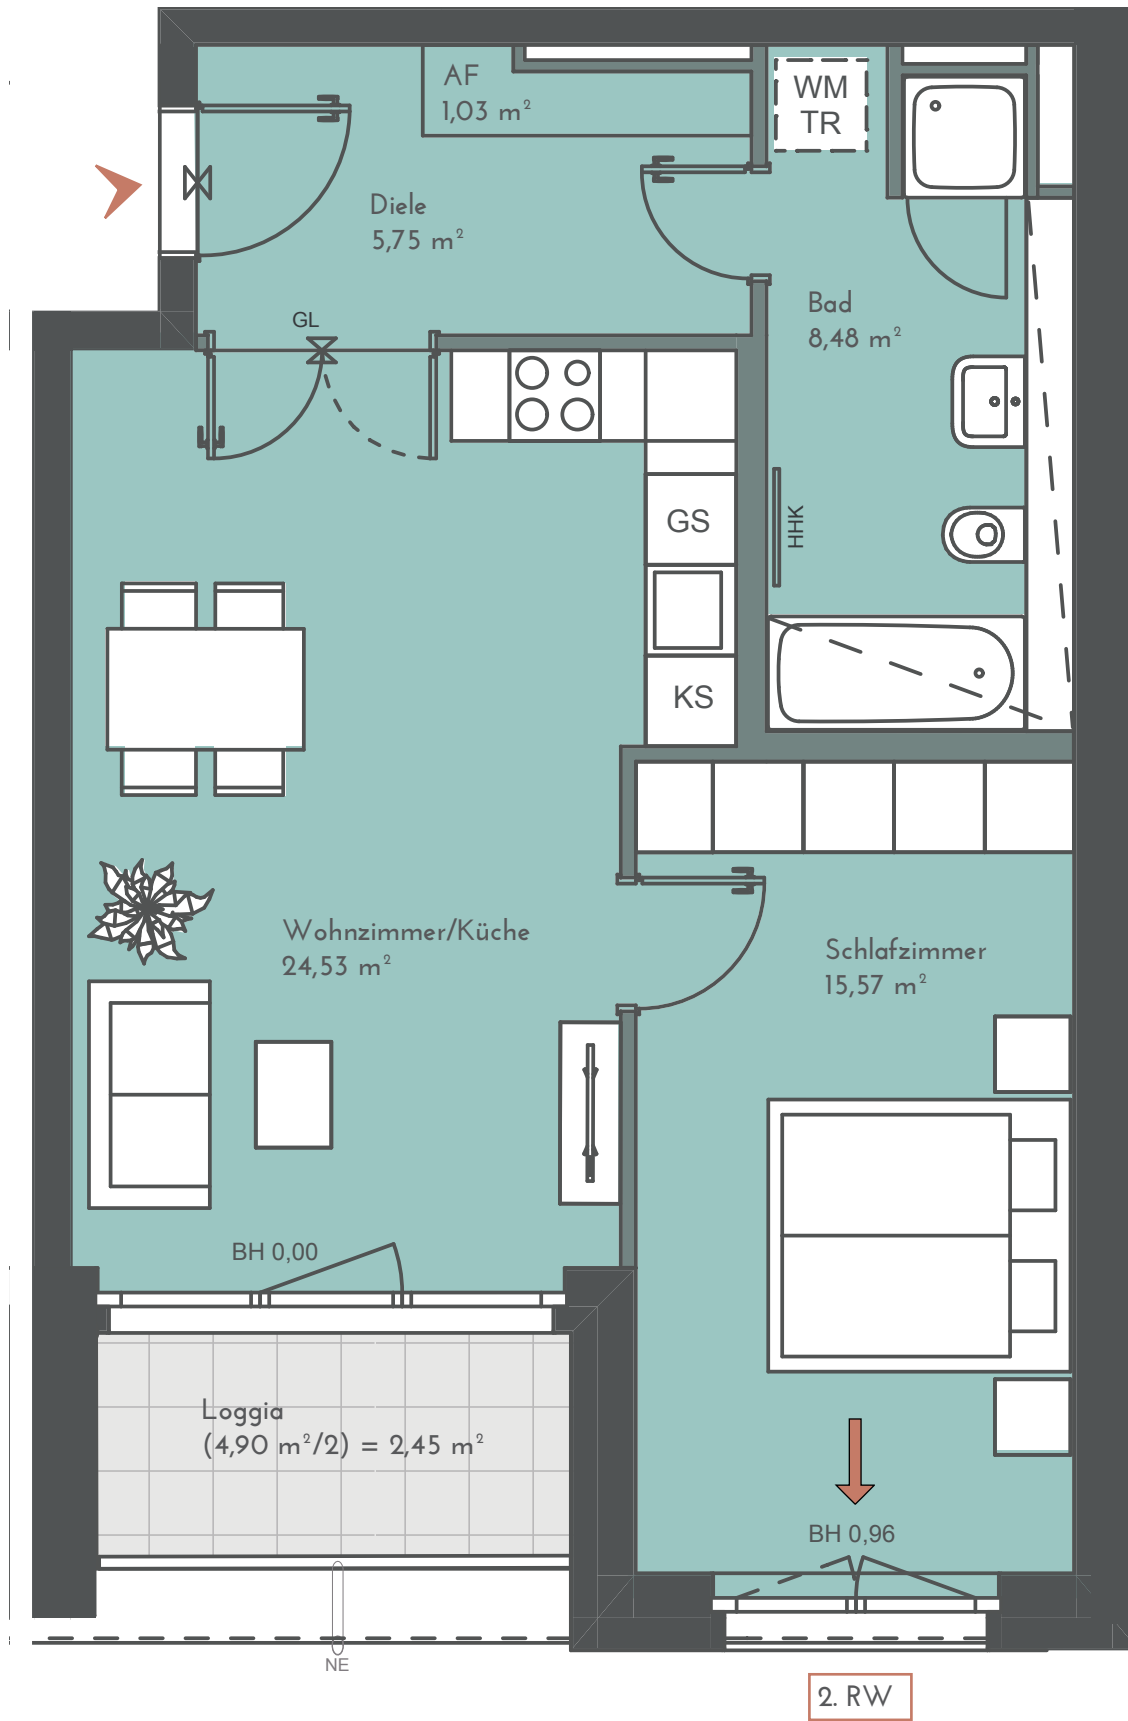 AF
1,03 m²
WM
TR
Diele
5,75 m²
Bad
8,48 m²
GL
GS
HHK
KS
Wohnzimmer/Küche
24,53 m²
Schlafzimmer
15,57 m²
BH 0,00
Loggia
(4,90 m²/2) = 2,45 m²
BH 0,96
NE
2. RW